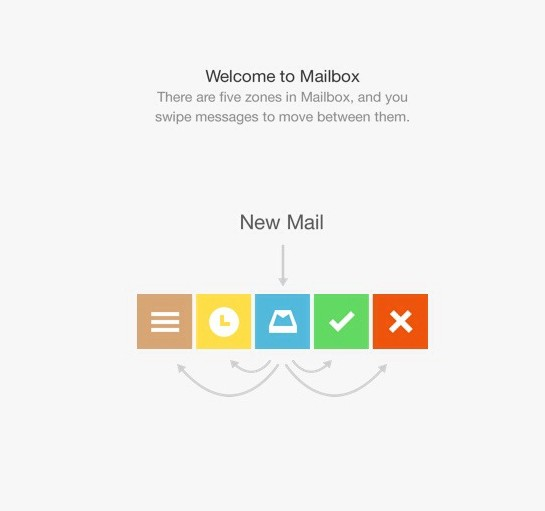 Welcome to Mailbox
There are five zones in Mailbox, and you
swipe messages to move between them.
New Mail